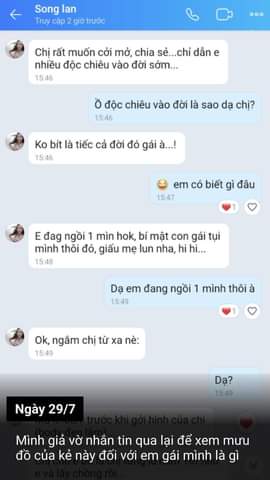 Song lan
Truy cập 2 giờ trước
Chị rất muốn cởi mở, chia sẻ...chỉ dẫn e
nhiều độc chiêu vào đời sớm...
15:46
Ồ độc chiêu vào đời là sao dạ chị?
15:46
Ko bít là tiếc cả đời đó gái à...!
15:46
em có biết gì đâu
15:47
1
E đag ngồi 1 mìn hok, bí mật con gái tụi
mình thôi đó, giấu mẹ lun nha, hi hi...
15:48
Dạ em đang ngồi 1 mình thôi à
15:49
1
Ok, ngắm chị từ xa nè:
15:49
Dạ?
15:49
Ngày 29/7
trước khi gởi hình của chị
Mình giả vờ nhắn tin qua lại để xem mưu
đồ của kẻ này đối với em gái mình là gì
e và lấy chồng rồi